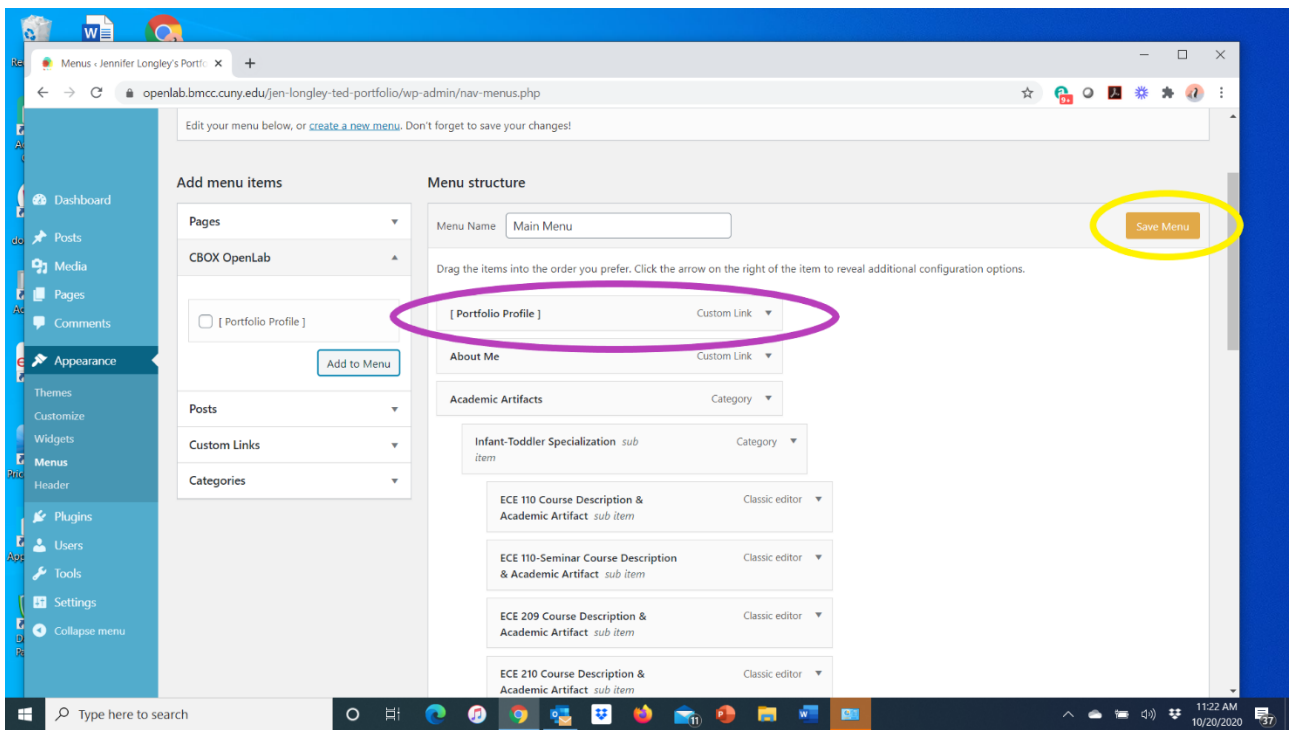 Menus ‹ Jennifer Longley's Portfo
openlab.bmcc.cuny.edu/jen-longley-ted-portfolio/wp-admin/nav-menus.php
9+
Edit your menu below, or create a new menu. Don't forget to save your changes!
Add menu items
Menu structure
Dashboard
Posts
Media
Pages
Comments
Appearance
Themes
Customize
Widgets
Menus
Header
Plugins
Users
Tools
Settings
Collapse menu
Pages
CBOX OpenLab
[ Portfolio Profile ]
Add to Menu
Posts
Custom Links
Categories
Menu Name Main Menu
Save Menu
Drag the items into the order you prefer. Click the arrow on the right of the item to reveal additional configuration options.
[ Portfolio Profile ] Custom Link
About Me Custom Link
Academic Artifacts Category
Infant-Toddler Specialization sub Category
item
ECE 110 Course Description & Classic editor
Academic Artifact sub item
ECE 110-Seminar Course Description Classic editor
& Academic Artifact sub item
ECE 209 Course Description & Classic editor
Academic Artifact sub item
ECE 210 Course Description & Classic editor
Academic Artifact sub item
Type here to search
11
11:22 AM
10/20/2020
37